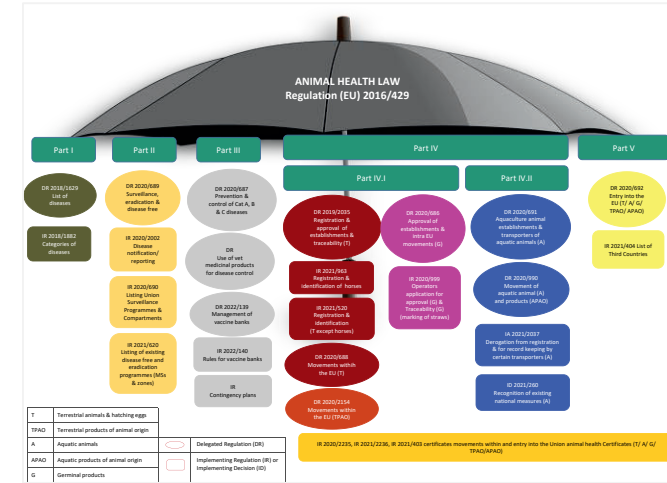 ANIMAL HEALTH LAW
Regulation (EU) 2016/429
Part I
Part II
Part III
Part IV
Part V
Part IV.I
Part IV.II
DR 2018/1629
List of
diseases
IR 2018/1882
Categories of
diseases
DR 2020/689
Surveillance,
eradication &
disease free
IR 2020/2002
Disease
notification/
reporting
IR 2020/690
Listing Union
Surveillance
Programmes &
Compartments
IR 2021/620
Listing of existing
disease free and
eradication
programmes (MSs
& zones)
DR 2020/687
Prevention &
control of Cat A, B
& C diseases
DR
Use of vet
medicinal products
for disease control
DR 2022/139
Management of
vaccine banks
IR 2022/140
Rules for vaccine banks
IR
Contingency plans
DR 2019/2035
Registration &
approval of
establishments &
traceability (T)
IR 2021/963
Registration &
identification of horses
IR 2021/520
Registration &
identification
(T except horses)
DR 2020/688
Movements within
the EU (T)
DR 2020/2154
Movements within
the EU (TPAO)
DR 2020/686
Approval of
establishments &
intra EU
movements (G)
IR 2020/999
Operators
application for
approval (G) &
Traceability (G)
(marking of straws)
DR 2020/691
Aquaculture animal
establishments &
transporters of
aquatic animals (A)
DR 2020/990
Movement of
aquatic animal (A)
and products (APAO)
IA 2021/2037
Derogation from registration
& for record keeping by
certain transporters (A)
ID 2021/260
Recognition of existing
national measures (A)
DR 2020/692
Entry into the
EU (T/ A/ G/
TPAO/ APAO)
IR 2021/404 List of
Third Countries
IR 2020/2235, IR 2021/2236, IR 2021/403 certificates movements within and entry into the Union animal health Certificates (T/ A/ G/
TPAO/APAO)
T Terrestrial animals & hatching eggs
TPAO Terrestrial products of animal origin
A Aquatic animals Delegated Regulation (DR)
APAO Aquatic products of animal origin Implementing Regulation (IR) or
Implementing Decision (ID)
G Germinal products